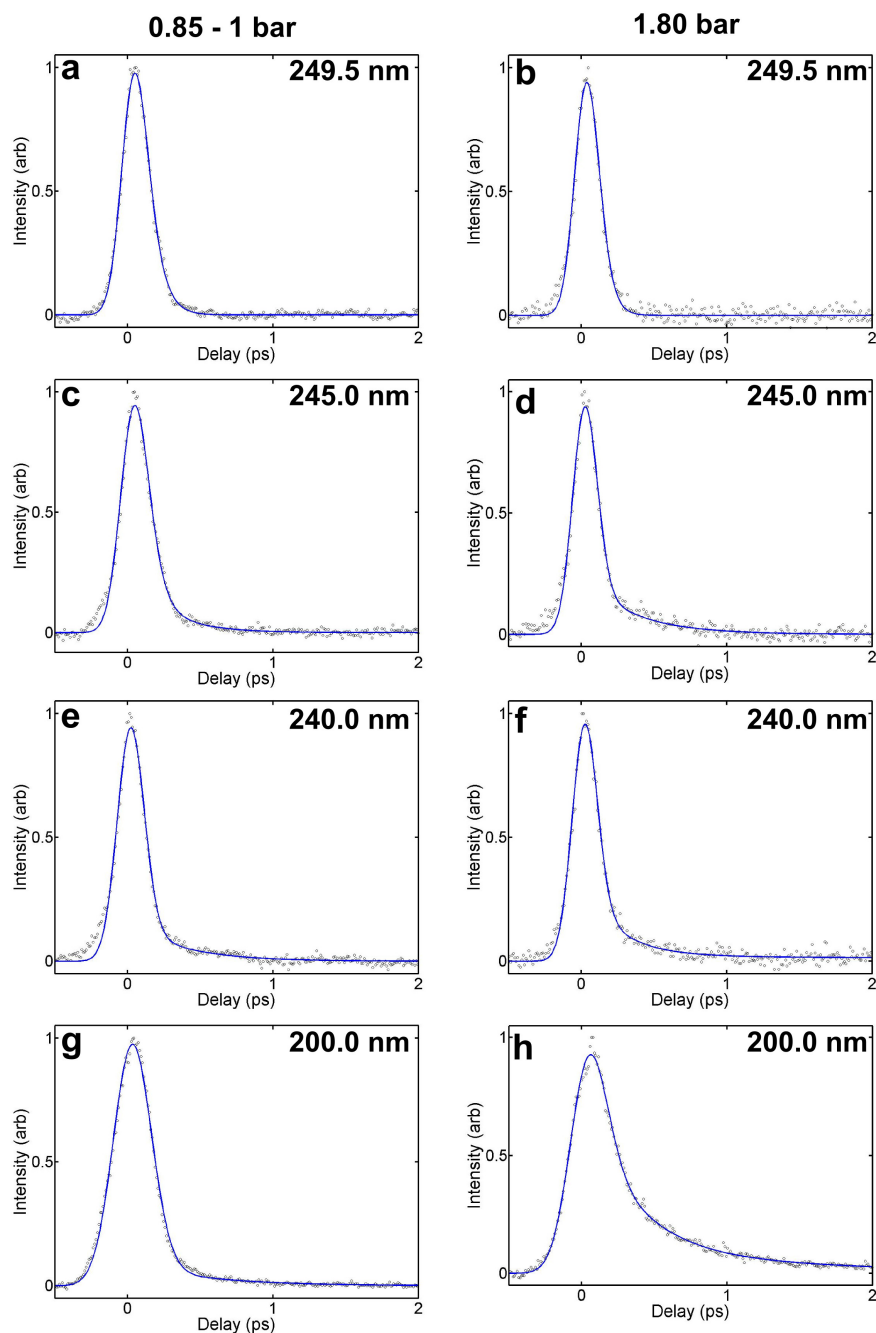 0.85 - 1 bar
1.80 bar
a
249.5 nm
1
0.5
0
Intensity (arb)
0
1
2
Delay (ps)
b
249.5 nm
1
0.5
0
Intensity (arb)
0
1
2
Delay (ps)
c
245.0 nm
1
0.5
0
Intensity (arb)
0
1
2
Delay (ps)
d
245.0 nm
1
0.5
0
Intensity (arb)
0
1
2
Delay (ps)
e
240.0 nm
1
0.5
0
Intensity (arb)
0
1
2
Delay (ps)
f
240.0 nm
1
0.5
0
Intensity (arb)
0
1
2
Delay (ps)
g
200.0 nm
1
0.5
0
Intensity (arb)
0
1
2
Delay (ps)
h
200.0 nm
1
0.5
0
Intensity (arb)
0
1
2
Delay (ps)